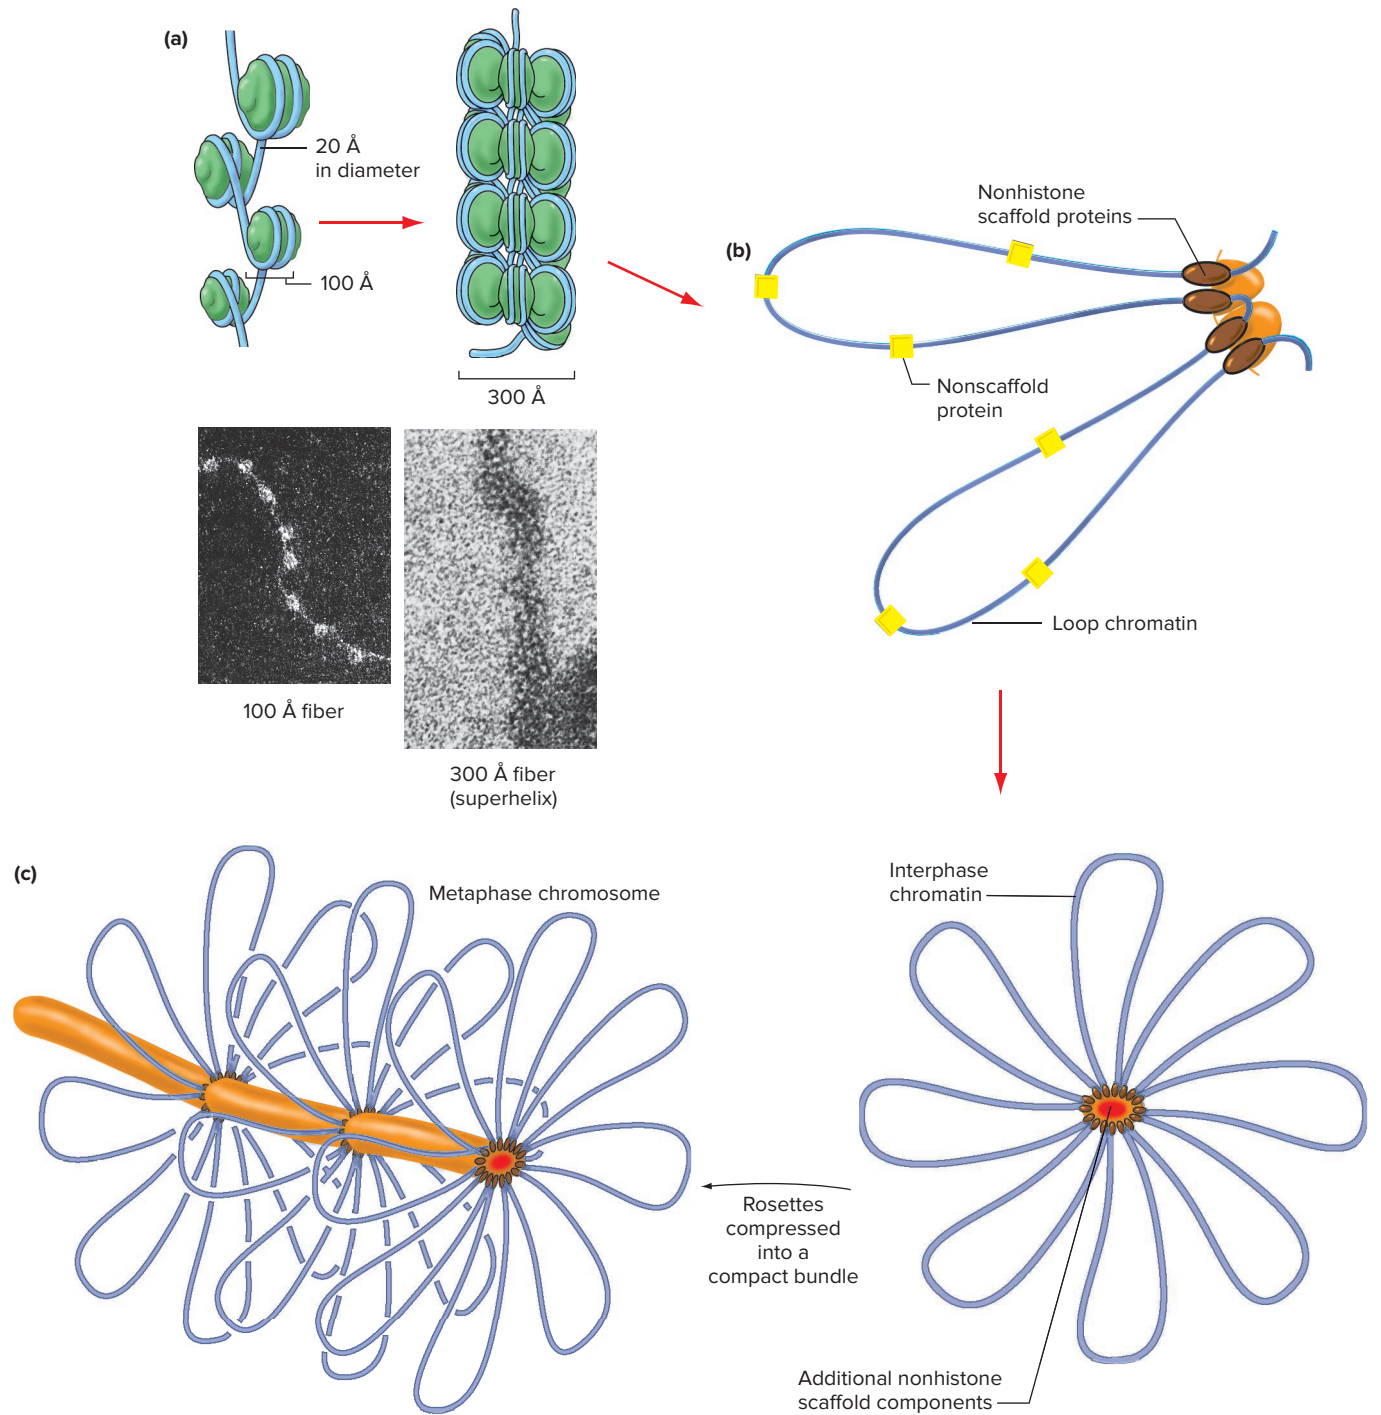 (a)
20 Å
in diameter
100 Å
300 Å
100 Å fiber
300 Å fiber
(superhelix)
(b)
Nonhistone
scaffold proteins
Nonscaffold
protein
Loop chromatin
(c)
Metaphase chromosome
Interphase
chromatin
Rosettes
compressed
into a
compact bundle
Additional nonhistone
scaffold components